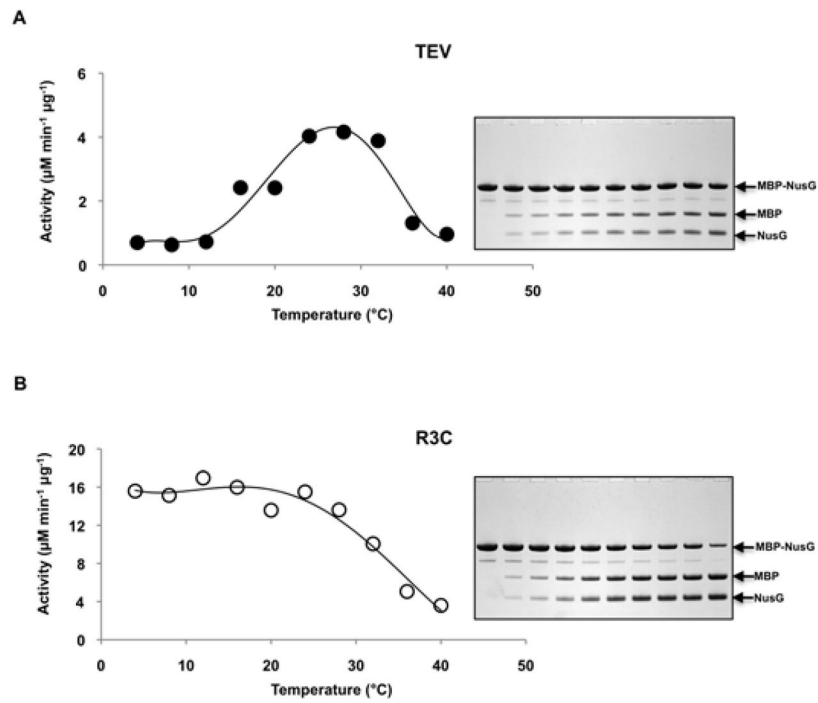 A
TEV
Activity (µM min⁻¹ µg⁻¹)
6
4
2
0
0 10 20 30 40 50
Temperature (°C)
MBP-NusG
MBP
NusG
B
R3C
Activity (µM min⁻¹ µg⁻¹)
20
16
12
8
4
0
0 10 20 30 40 50
Temperature (°C)
MBP-NusG
MBP
NusG